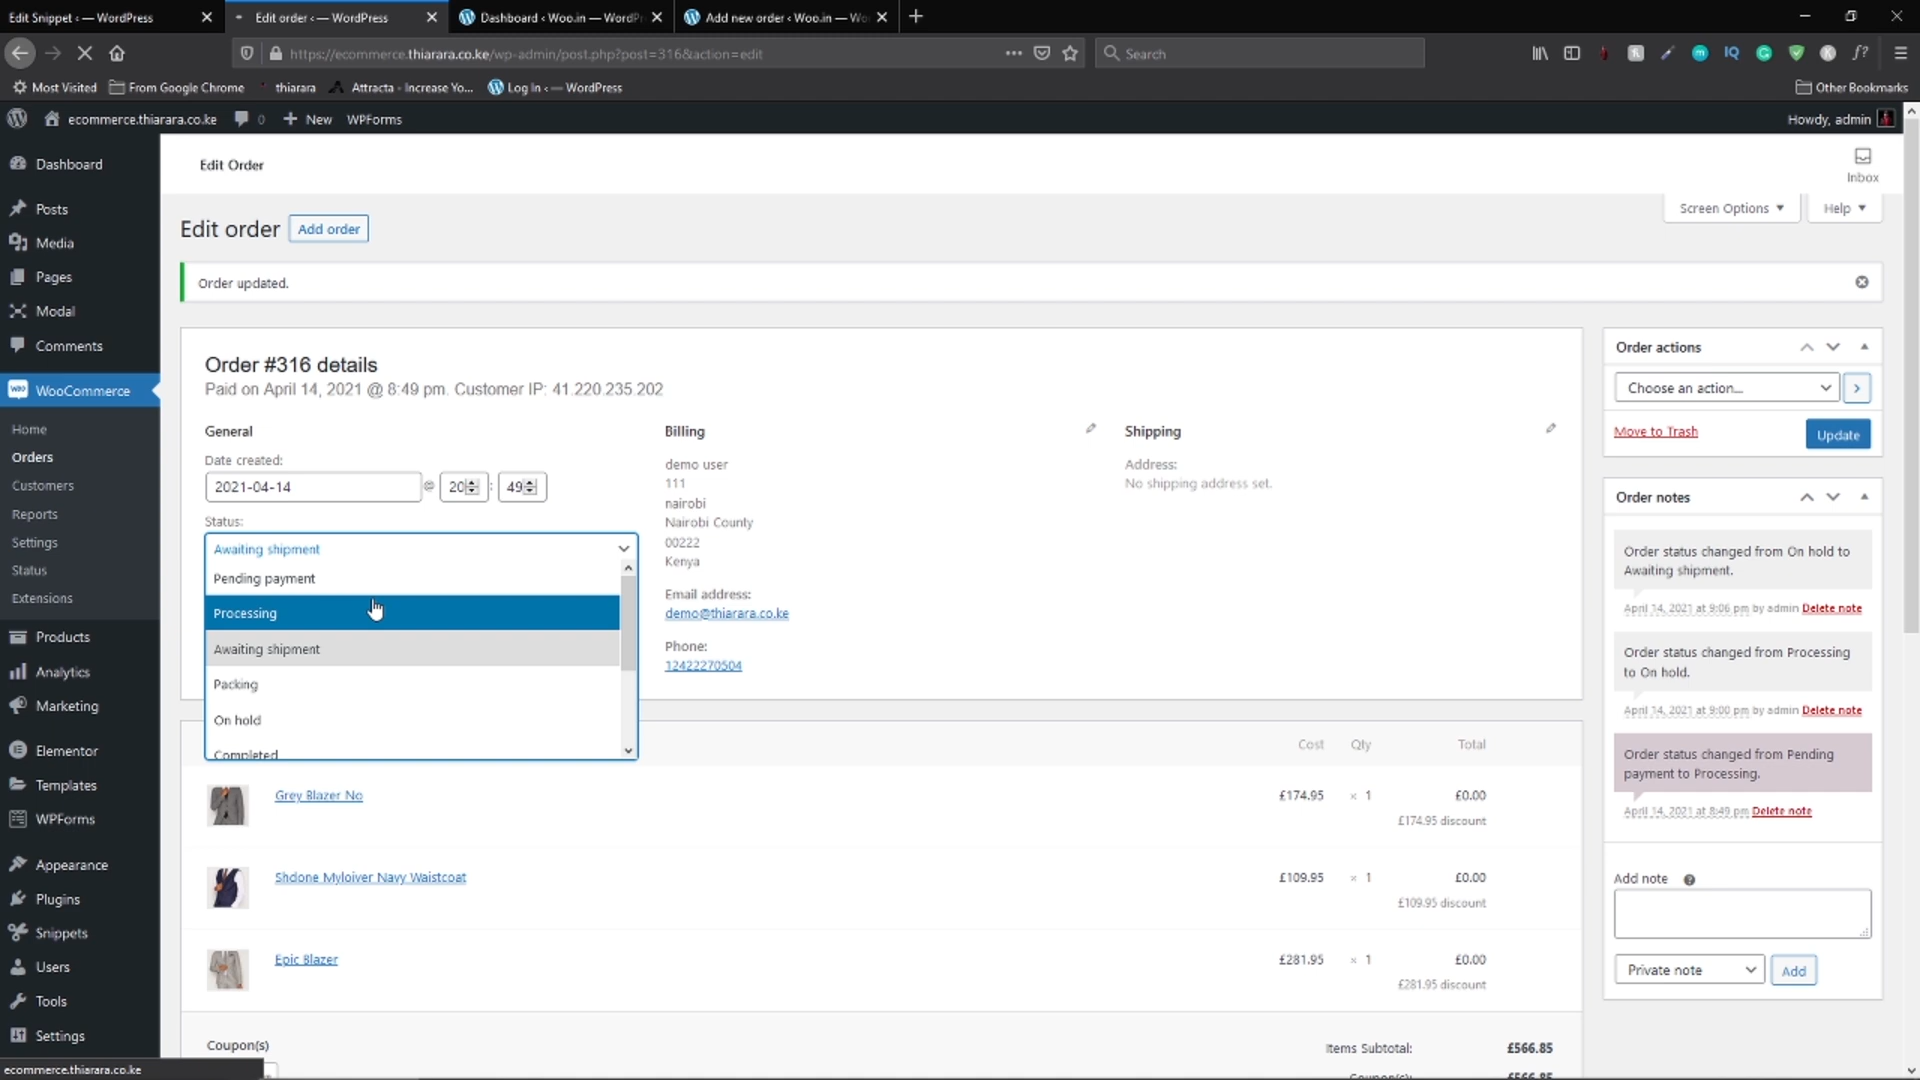 Edit Snippet ‹ — WordPress
Edit order ‹ — WordPress
Dashboard ‹ Woo.in — WordPr
Add new order ‹ Woo.in — Wo
https://ecommerce.thiarara.co.ke/wp-admin/post.php?post=316&action=edit
Search
Most Visited
From Google Chrome
thiarara
Attracta - Increase Yo...
Log In ‹ — WordPress
Other Bookmarks
ecommerce.thiarara.co.ke
0
New
WPForms
Howdy, admin
Dashboard
Posts
Media
Pages
Modal
Comments
WooCommerce
Home
Orders
Customers
Reports
Settings
Status
Extensions
Products
Analytics
Marketing
Elementor
Templates
WPForms
Appearance
Plugins
Snippets
Users
Tools
Settings
ecommerce.thiarara.co.ke
Edit Order
Inbox
Screen Options
Help
Edit order
Add order
Order updated.
Order #316 details
Paid on April 14, 2021 @ 8:49 pm. Customer IP: 41.220.235.202
General
Date created:
2021-04-14 @ 20 : 49
Status:
Awaiting shipment
Pending payment
Processing
Awaiting shipment
Packing
On hold
Completed
Billing
demo user
111
nairobi
Nairobi County
00222
Kenya
Email address:
demo@thiarara.co.ke
Phone:
12422270504
Shipping
Address:
No shipping address set.
Cost Qty Total
Grey Blazer No £174.95 × 1 £0.00
£174.95 discount
Shdone Myloiver Navy Waistcoat £109.95 × 1 £0.00
£109.95 discount
Epic Blazer £281.95 × 1 £0.00
£281.95 discount
Coupon(s)
Items Subtotal: £566.85
Coupon(s): £566.85
Order actions
Choose an action...
Move to Trash
Update
Order notes
Order status changed from On hold to
Awaiting shipment.
April 14, 2021 at 9:06 pm by admin Delete note
Order status changed from Processing
to On hold.
April 14, 2021 at 9:00 pm by admin Delete note
Order status changed from Pending
payment to Processing.
April 14, 2021 at 8:49 pm Delete note
Add note
Private note
Add